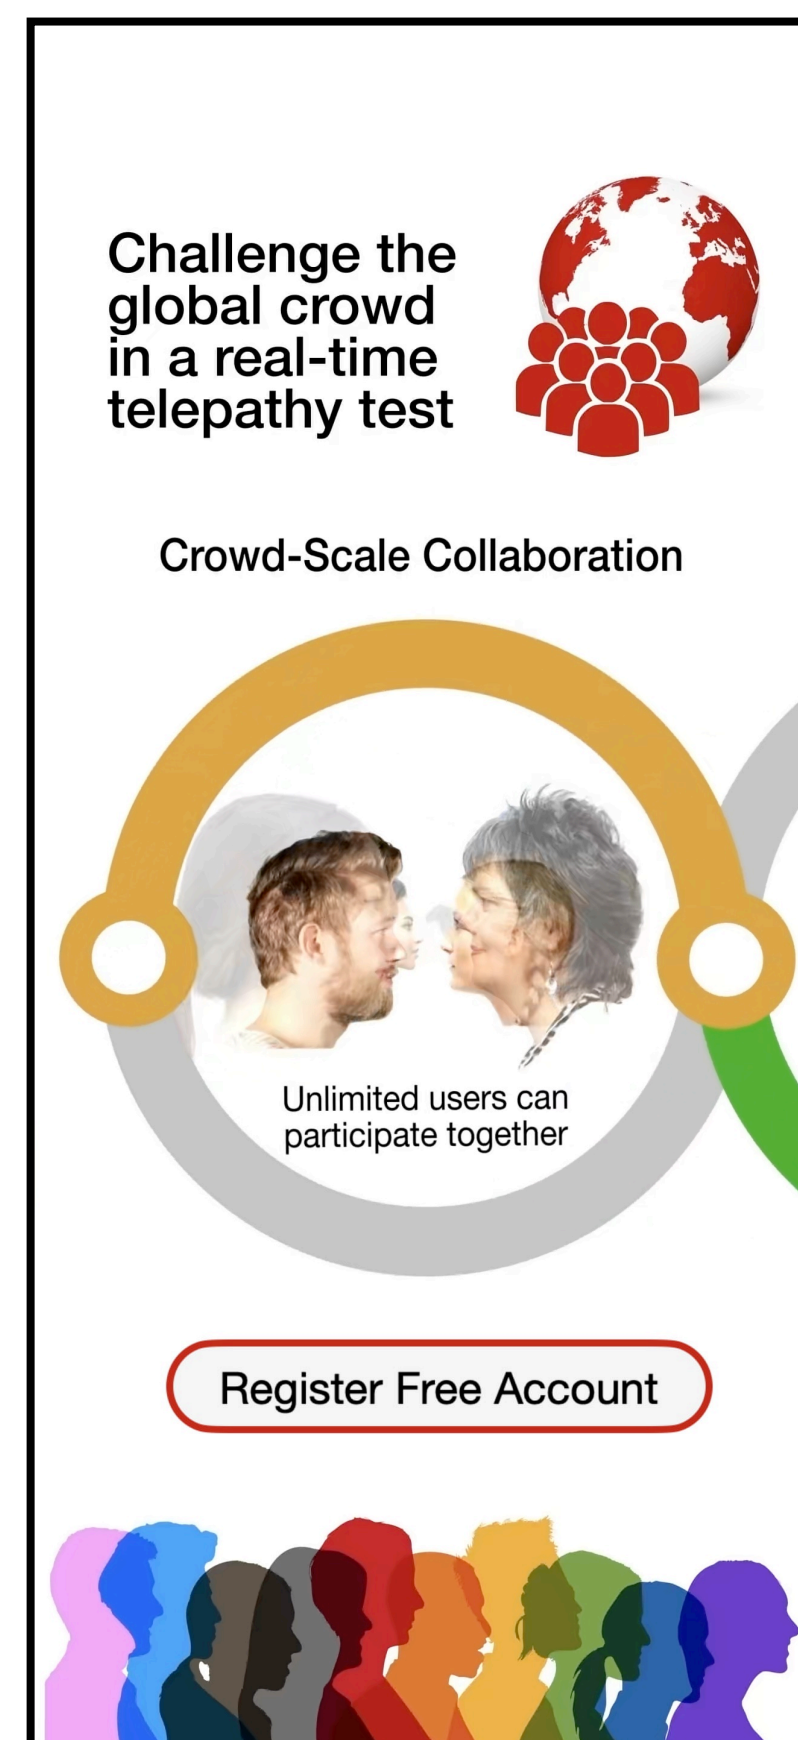 Challenge the
global crowd
in a real-time
telepathy test
Crowd-Scale Collaboration
Unlimited users can
participate together
Register Free Account